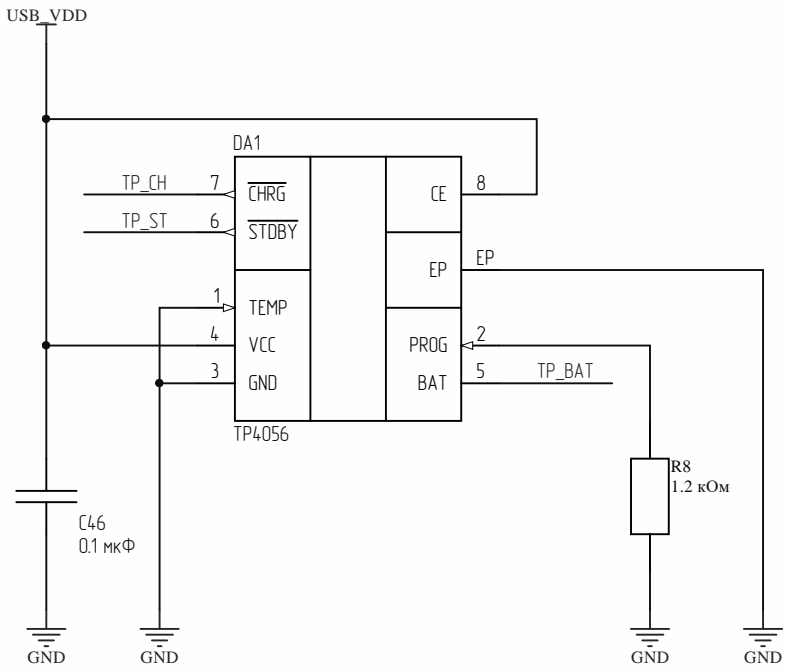 USB_VDD
DA1
TP_CH 7 CHRG CE 8
TP_ST 6 STDBY
EP EP
1 TEMP
4 VCC PROG 2
3 GND BAT 5 TP_BAT
TP4056
R8
1.2 кОм
C46
0.1 мкФ
GND GND GND GND